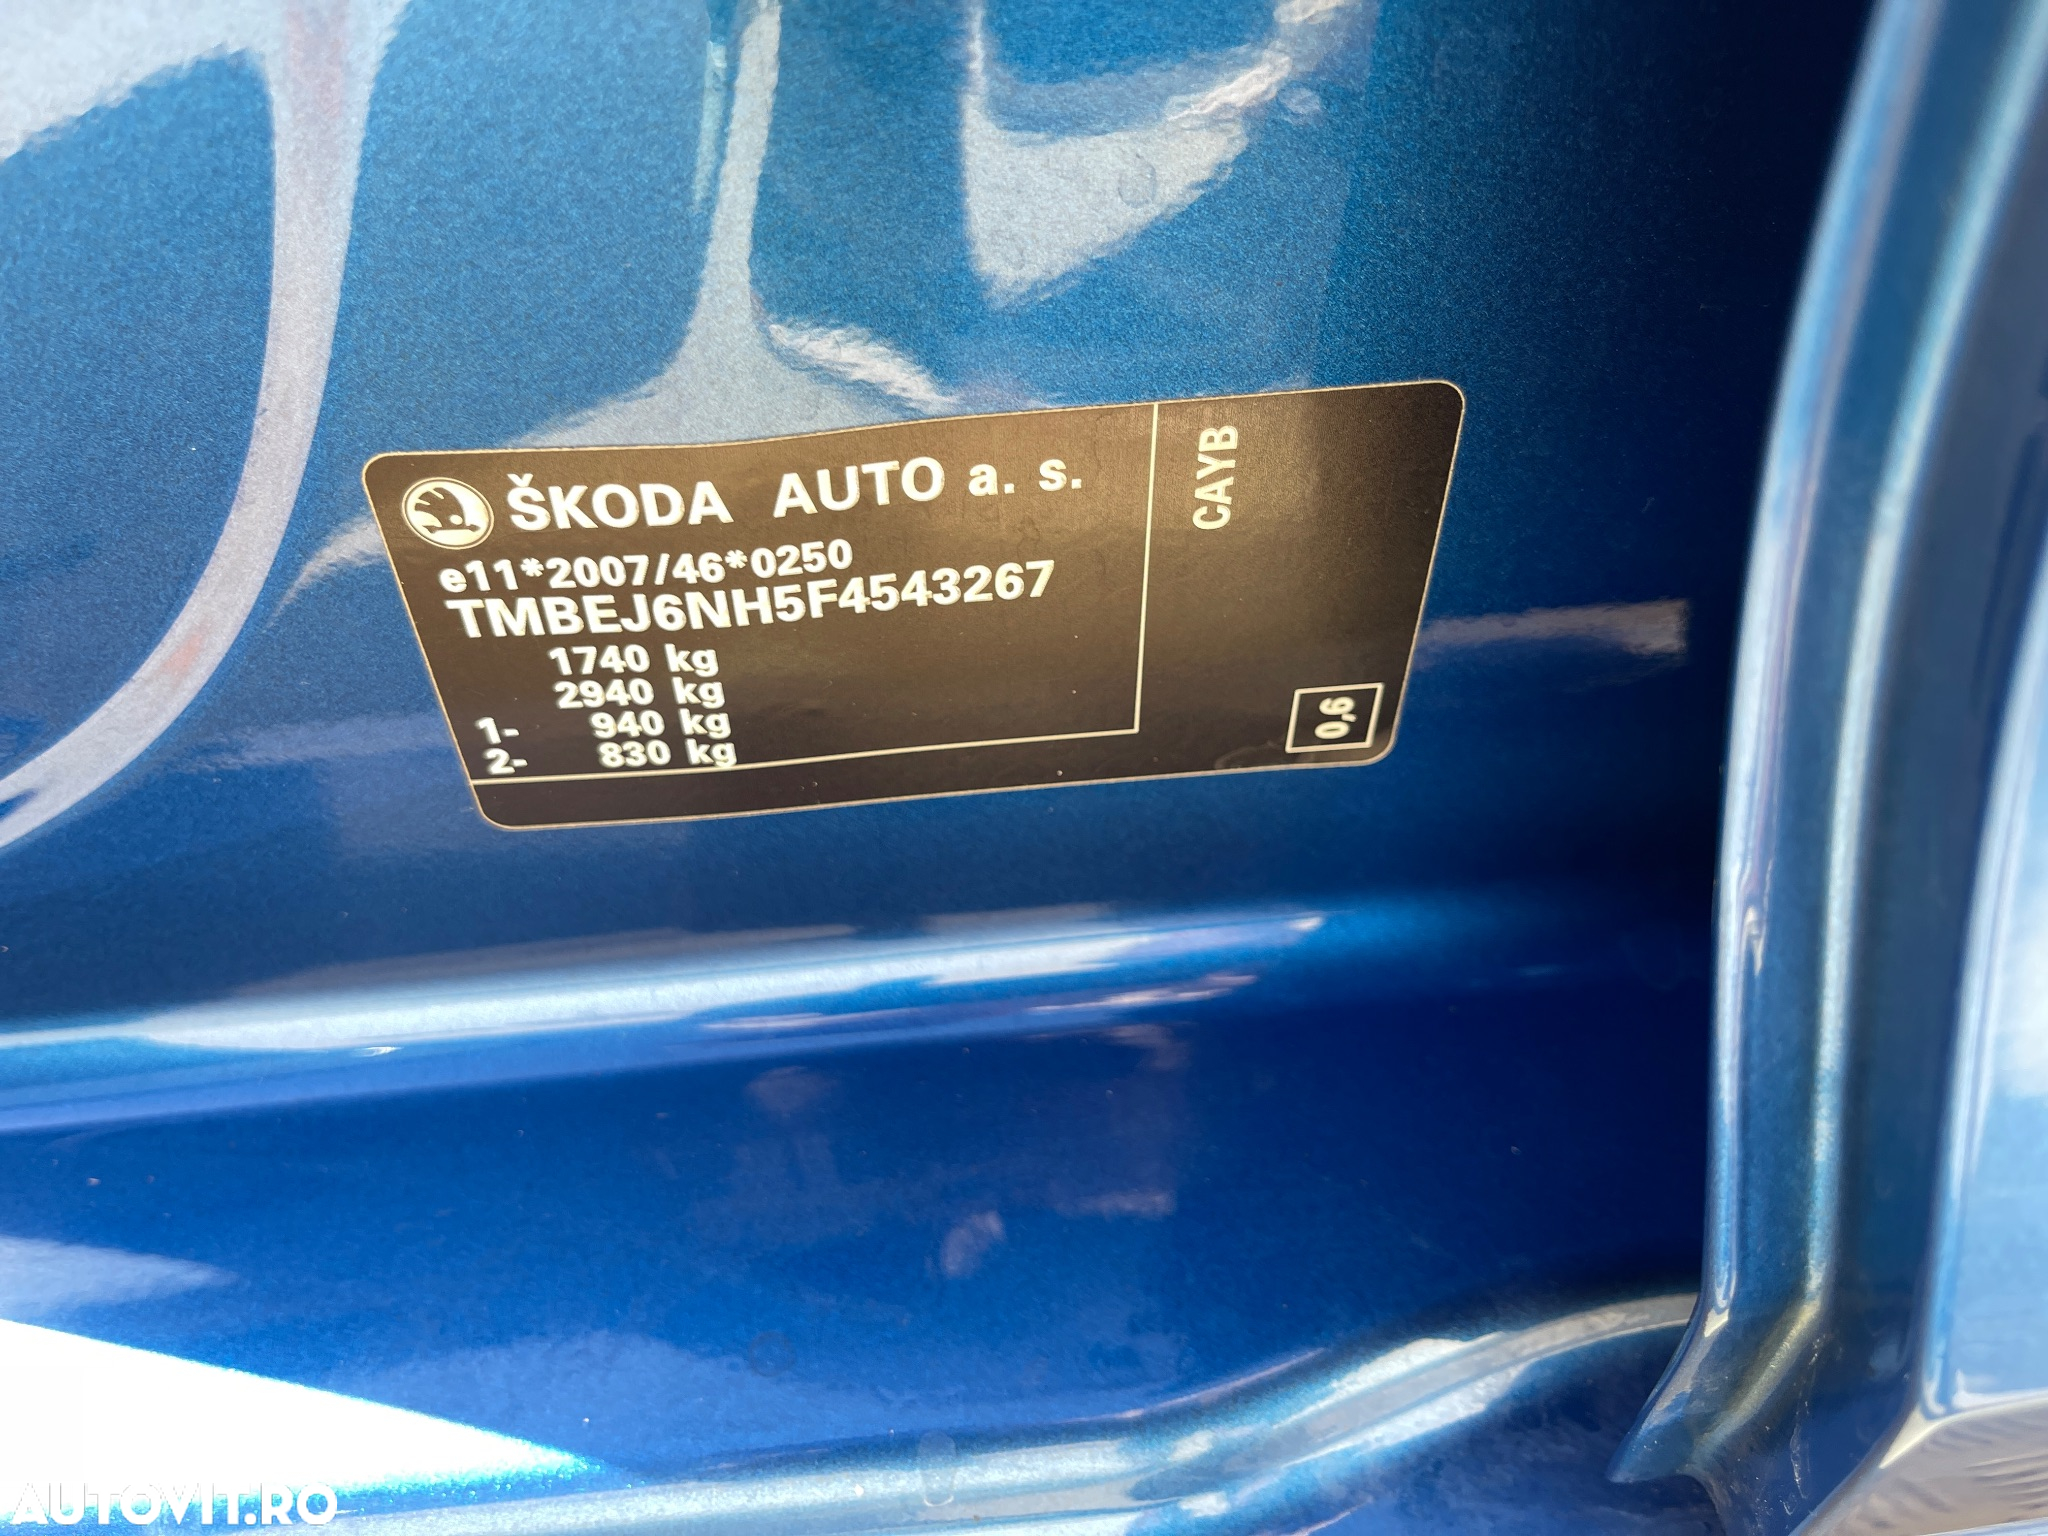 ŠKODA AUTO a. s.
e11*2007/46*0250
TMBEJ6NH5F4543267
1740 kg
2940 kg
1- 940 kg
2- 830 kg
CAYB
0,6
AUTOVIT.RO